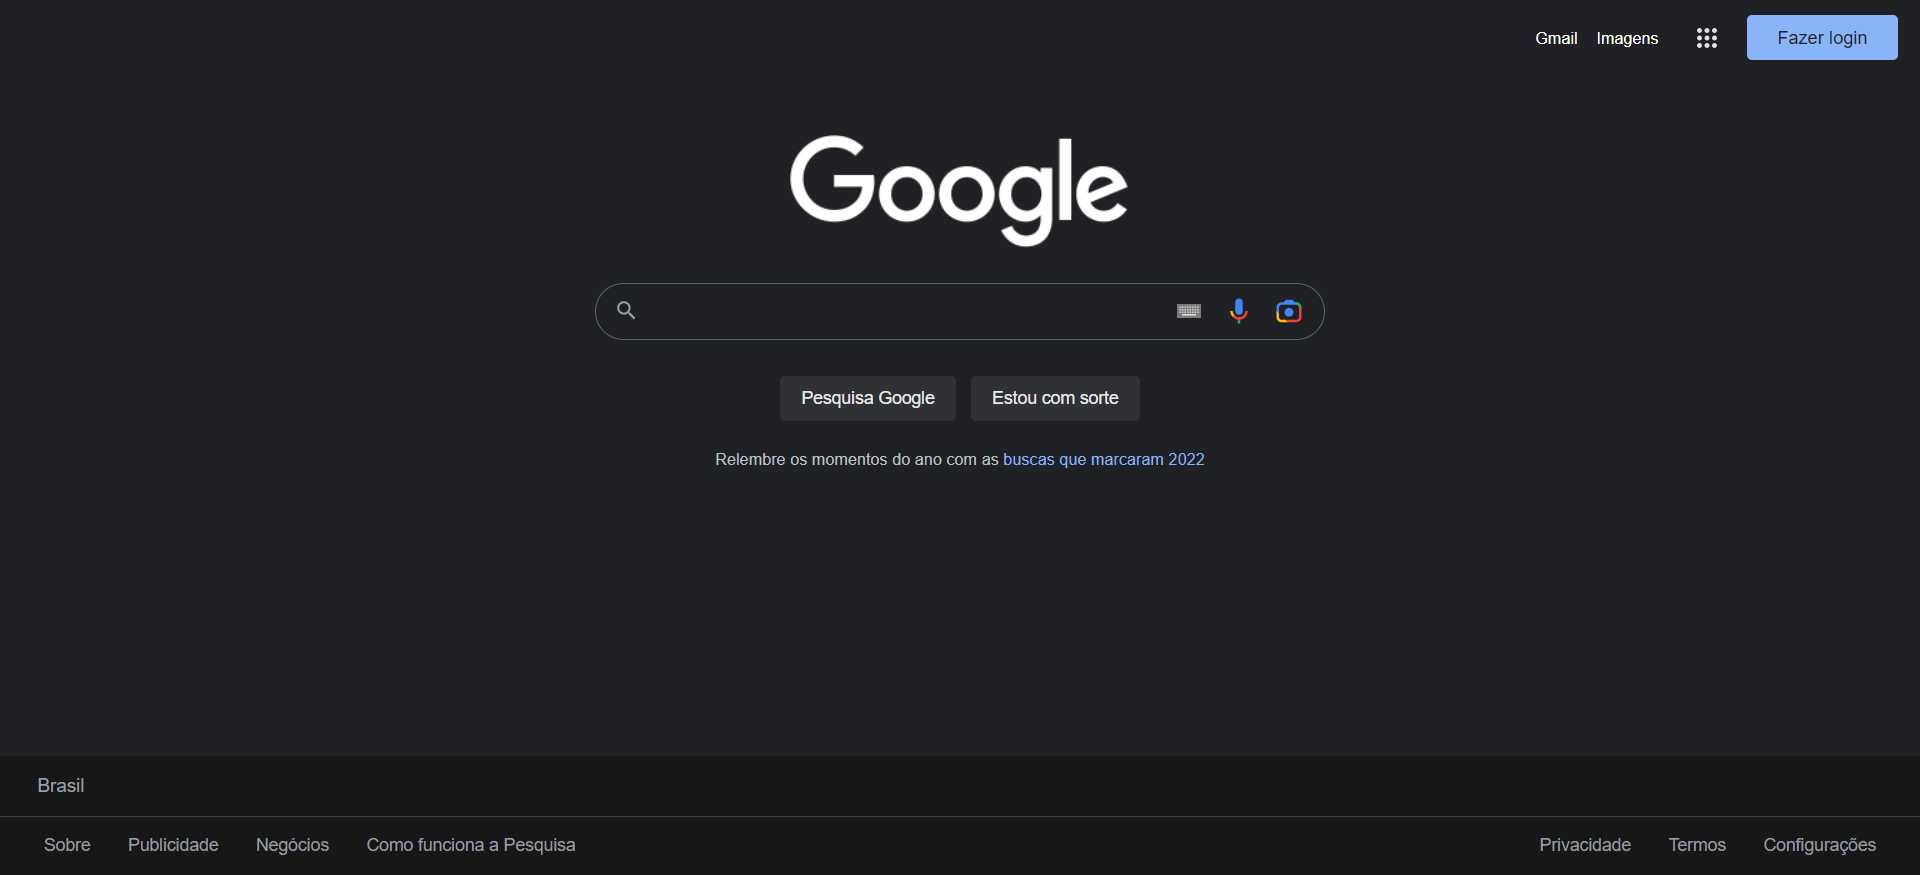 Gmail Imagens Fazer login
Google
Pesquisa Google Estou com sorte
Relembre os momentos do ano com as buscas que marcaram 2022
Brasil
Sobre Publicidade Negócios Como funciona a Pesquisa Privacidade Termos Configurações